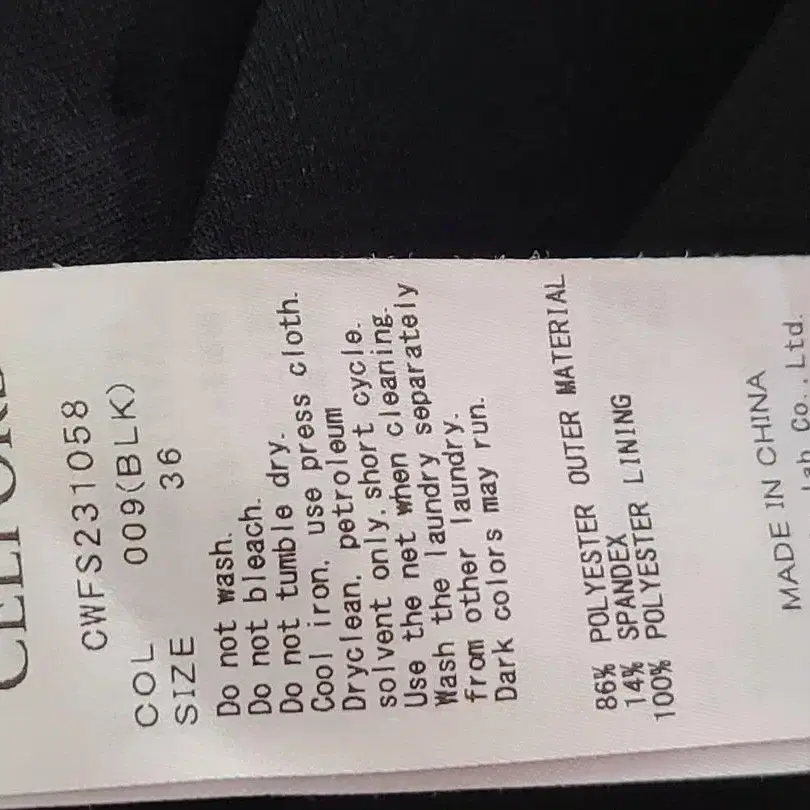 CWFS231058
COL 009(BLK)
SIZE 36
Do not wash.
Do not bleach.
Do not tumble dry.
Cool iron, use press cloth.
Dryclean, petroleum
solvent only, short cycle.
Use the net when cleaning.
Wash the laundry separately
from other laundry.
Dark colors may run.
86% POLYESTER OUTER MATERIAL
14% SPANDEX
100% POLYESTER LINING
MADE IN CHINA
Co., Ltd.